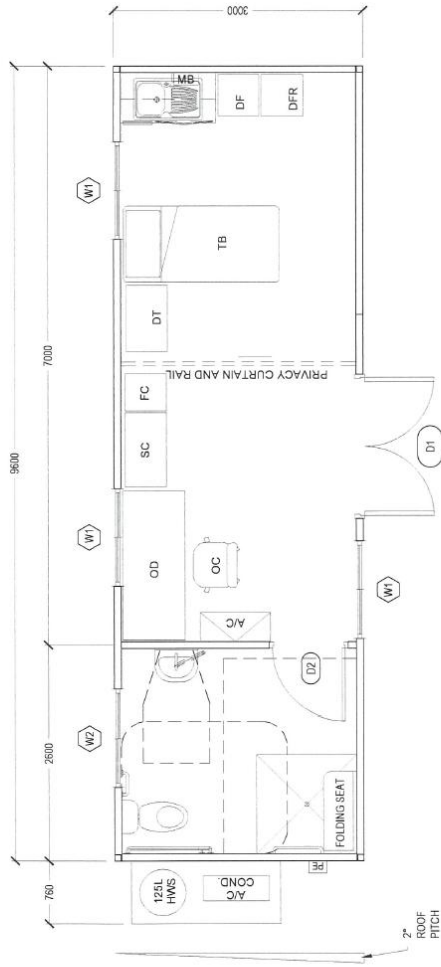 9600
760
2600
7000
3000
W2
W1
W1
125L
HWS
A/C
COND.
OD
SC
FC
DT
MB
TB
DF
DFR
OC
A/C
PRIVACY CURTAIN AND RAIL
D2
FOLDING SEAT
PE
W1
D1
2°
ROOF
PITCH